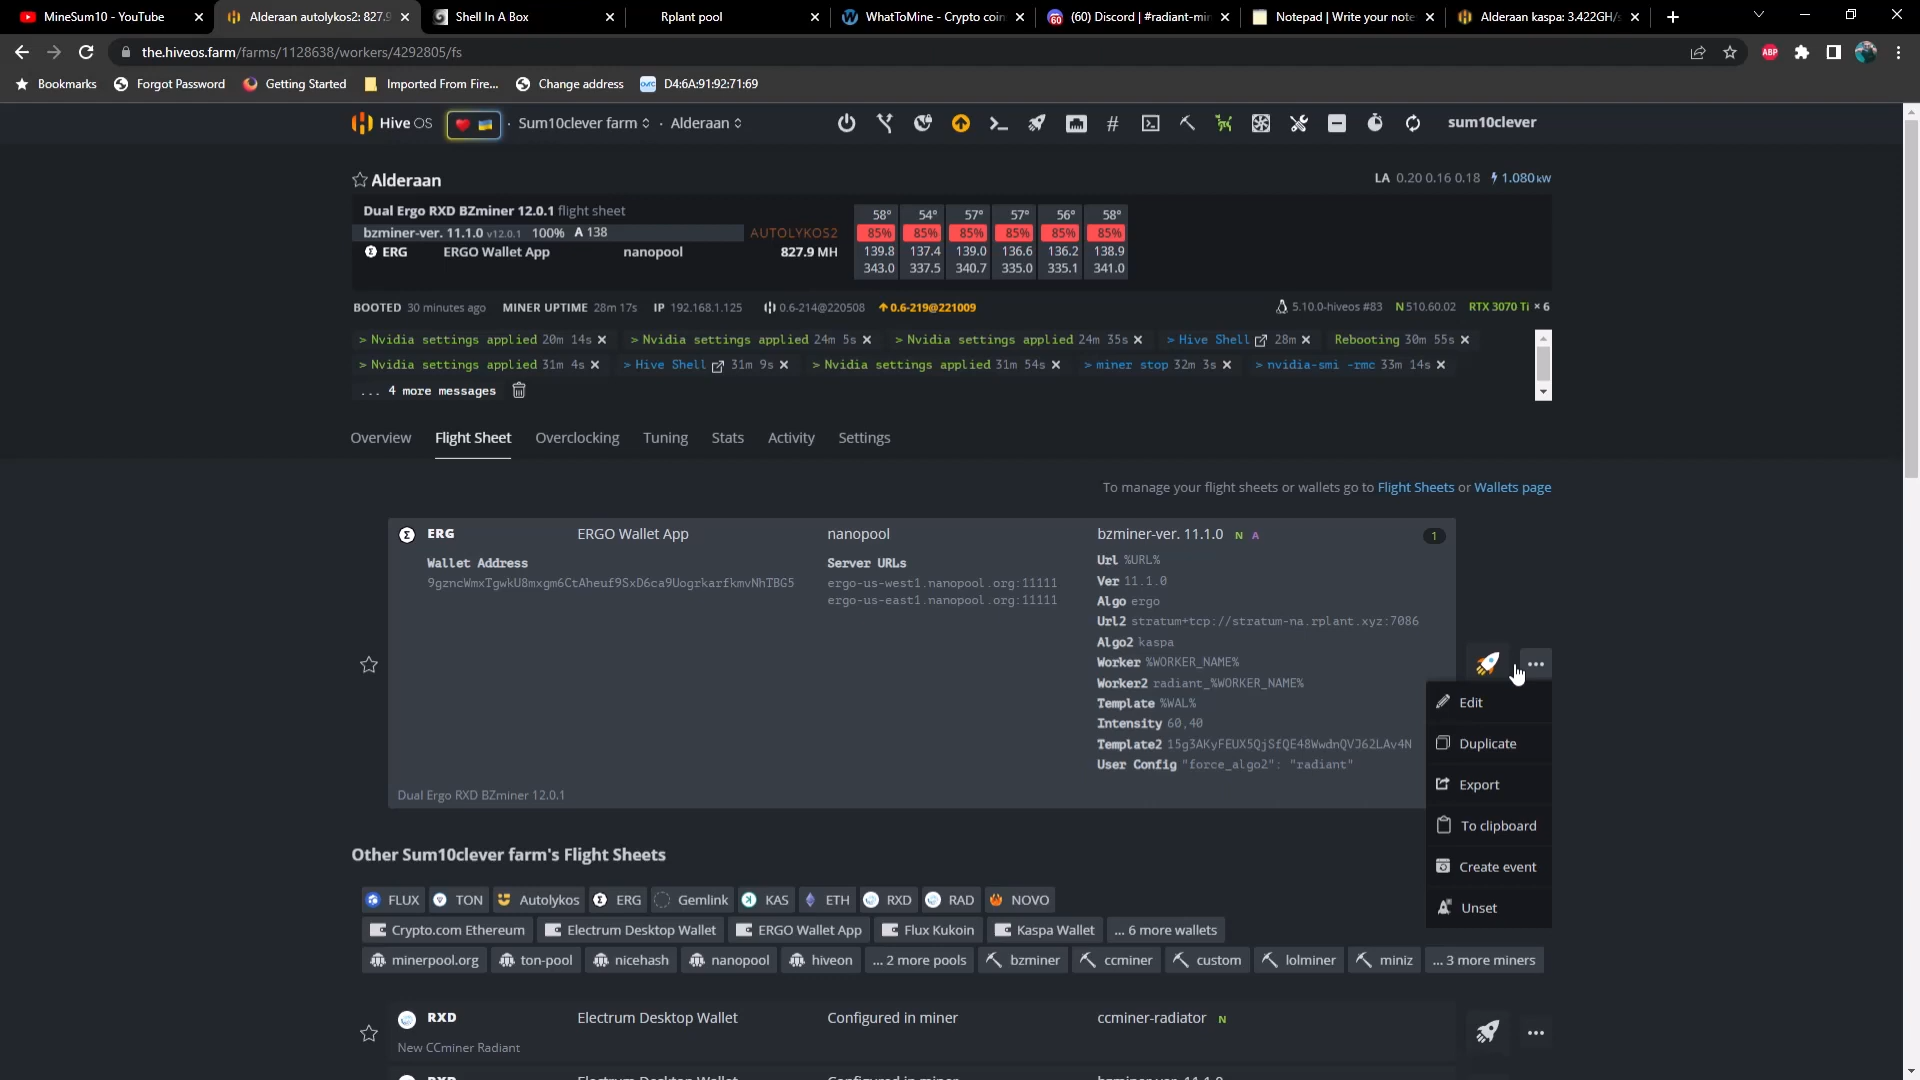 MineSum10 - YouTube
Alderaan autolykos2: 827.9
Shell In A Box
Rplant pool
WhatToMine - Crypto coin
(60) Discord | #radiant-min
Notepad | Write your note
Alderaan kaspa: 3.422GH/s
the.hiveos.farm/farms/1128638/workers/4292805/fs
ABP
Bookmarks
Forgot Password
Getting Started
Imported From Fire...
Change address
D4:6A:91:92:71:69
Hive OS
· Sum10clever farm · Alderaan
sum10clever
Alderaan
LA 0.20 0.16 0.18 1.080 kW
Dual Ergo RXD BZminer 12.0.1 flight sheet
58° 54° 57° 57° 56° 58°
bzminer-ver. 11.1.0 v12.0.1 100% A 138 AUTOLYKOS2
85% 85% 85% 85% 85% 85%
ERG ERGO Wallet App nanopool 827.9 MH
139.8 137.4 139.0 136.6 136.2 138.9
343.0 337.5 340.7 335.0 335.1 341.0
BOOTED 30 minutes ago MINER UPTIME 28m 17s IP 192.168.1.125 0.6-214@220508 0.6-219@221009
5.10.0-hiveos #83 N 510.60.02 RTX 3070 Ti × 6
> Nvidia settings applied 20m 14s > Nvidia settings applied 24m 5s > Nvidia settings applied 24m 35s > Hive Shell 28m Rebooting 30m 55s
> Nvidia settings applied 31m 4s > Hive Shell 31m 9s > Nvidia settings applied 31m 54s > miner stop 32m 3s > nvidia-smi -rmc 33m 14s
... 4 more messages
Overview Flight Sheet Overclocking Tuning Stats Activity Settings
To manage your flight sheets or wallets go to Flight Sheets or Wallets page
ERG ERGO Wallet App nanopool bzminer-ver. 11.1.0 N A 1
Wallet Address
9gzncWmxTgwkU8mxgm6CtAheuf9SxD6ca9UogrkarfkmvNhTBG5
Server URLs
ergo-us-west1.nanopool.org:11111
ergo-us-east1.nanopool.org:11111
Url %URL%
Ver 11.1.0
Algo ergo
Url2 stratum+tcp://stratum-na.rplant.xyz:7086
Algo2 kaspa
Worker %WORKER_NAME%
Worker2 radiant_%WORKER_NAME%
Template %WAL%
Intensity 60,40
Template2 15g3AKyFEUX5QjSfQE48WwdnQVJ62LAv4N
User Config "force_algo2": "radiant"
Dual Ergo RXD BZminer 12.0.1
Edit
Duplicate
Export
To clipboard
Create event
Unset
Other Sum10clever farm's Flight Sheets
FLUX TON Autolykos ERG Gemlink KAS ETH RXD RAD NOVO
Crypto.com Ethereum Electrum Desktop Wallet ERGO Wallet App Flux Kukoin Kaspa Wallet ... 6 more wallets
minerpool.org ton-pool nicehash nanopool hiveon ... 2 more pools bzminer ccminer custom lolminer miniz ... 3 more miners
RXD Electrum Desktop Wallet Configured in miner ccminer-radiator N
New CCminer Radiant
RXD Electrum Desktop Wallet Configured in miner bzminer-ver. 11.1.0